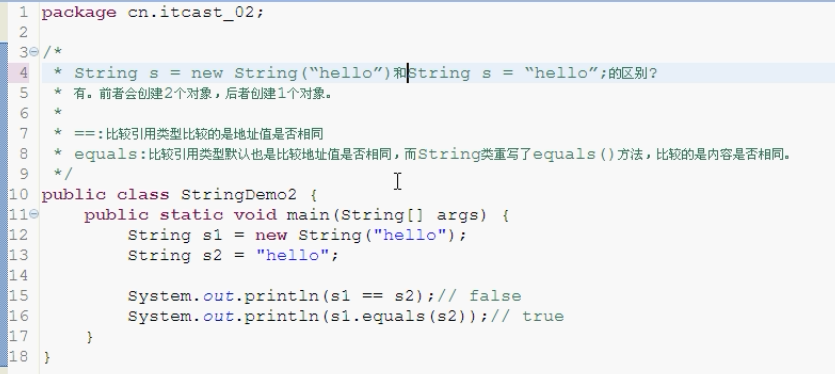 1 package cn.itcast_02;
2
3 /*
4  * String s = new String(“hello”)和String s = “hello”;的区别?
5  * 有。前者会创建2个对象，后者创建1个对象。
6  *
7  * ==:比较引用类型比较的是地址值是否相同
8  * equals:比较引用类型默认也是比较地址值是否相同，而String类重写了equals()方法，比较的是内容是否相同。
9  */
10 public class StringDemo2 {
11     public static void main(String[] args) {
12         String s1 = new String("hello");
13         String s2 = "hello";
14
15         System.out.println(s1 == s2);// false
16         System.out.println(s1.equals(s2));// true
17     }
18 }